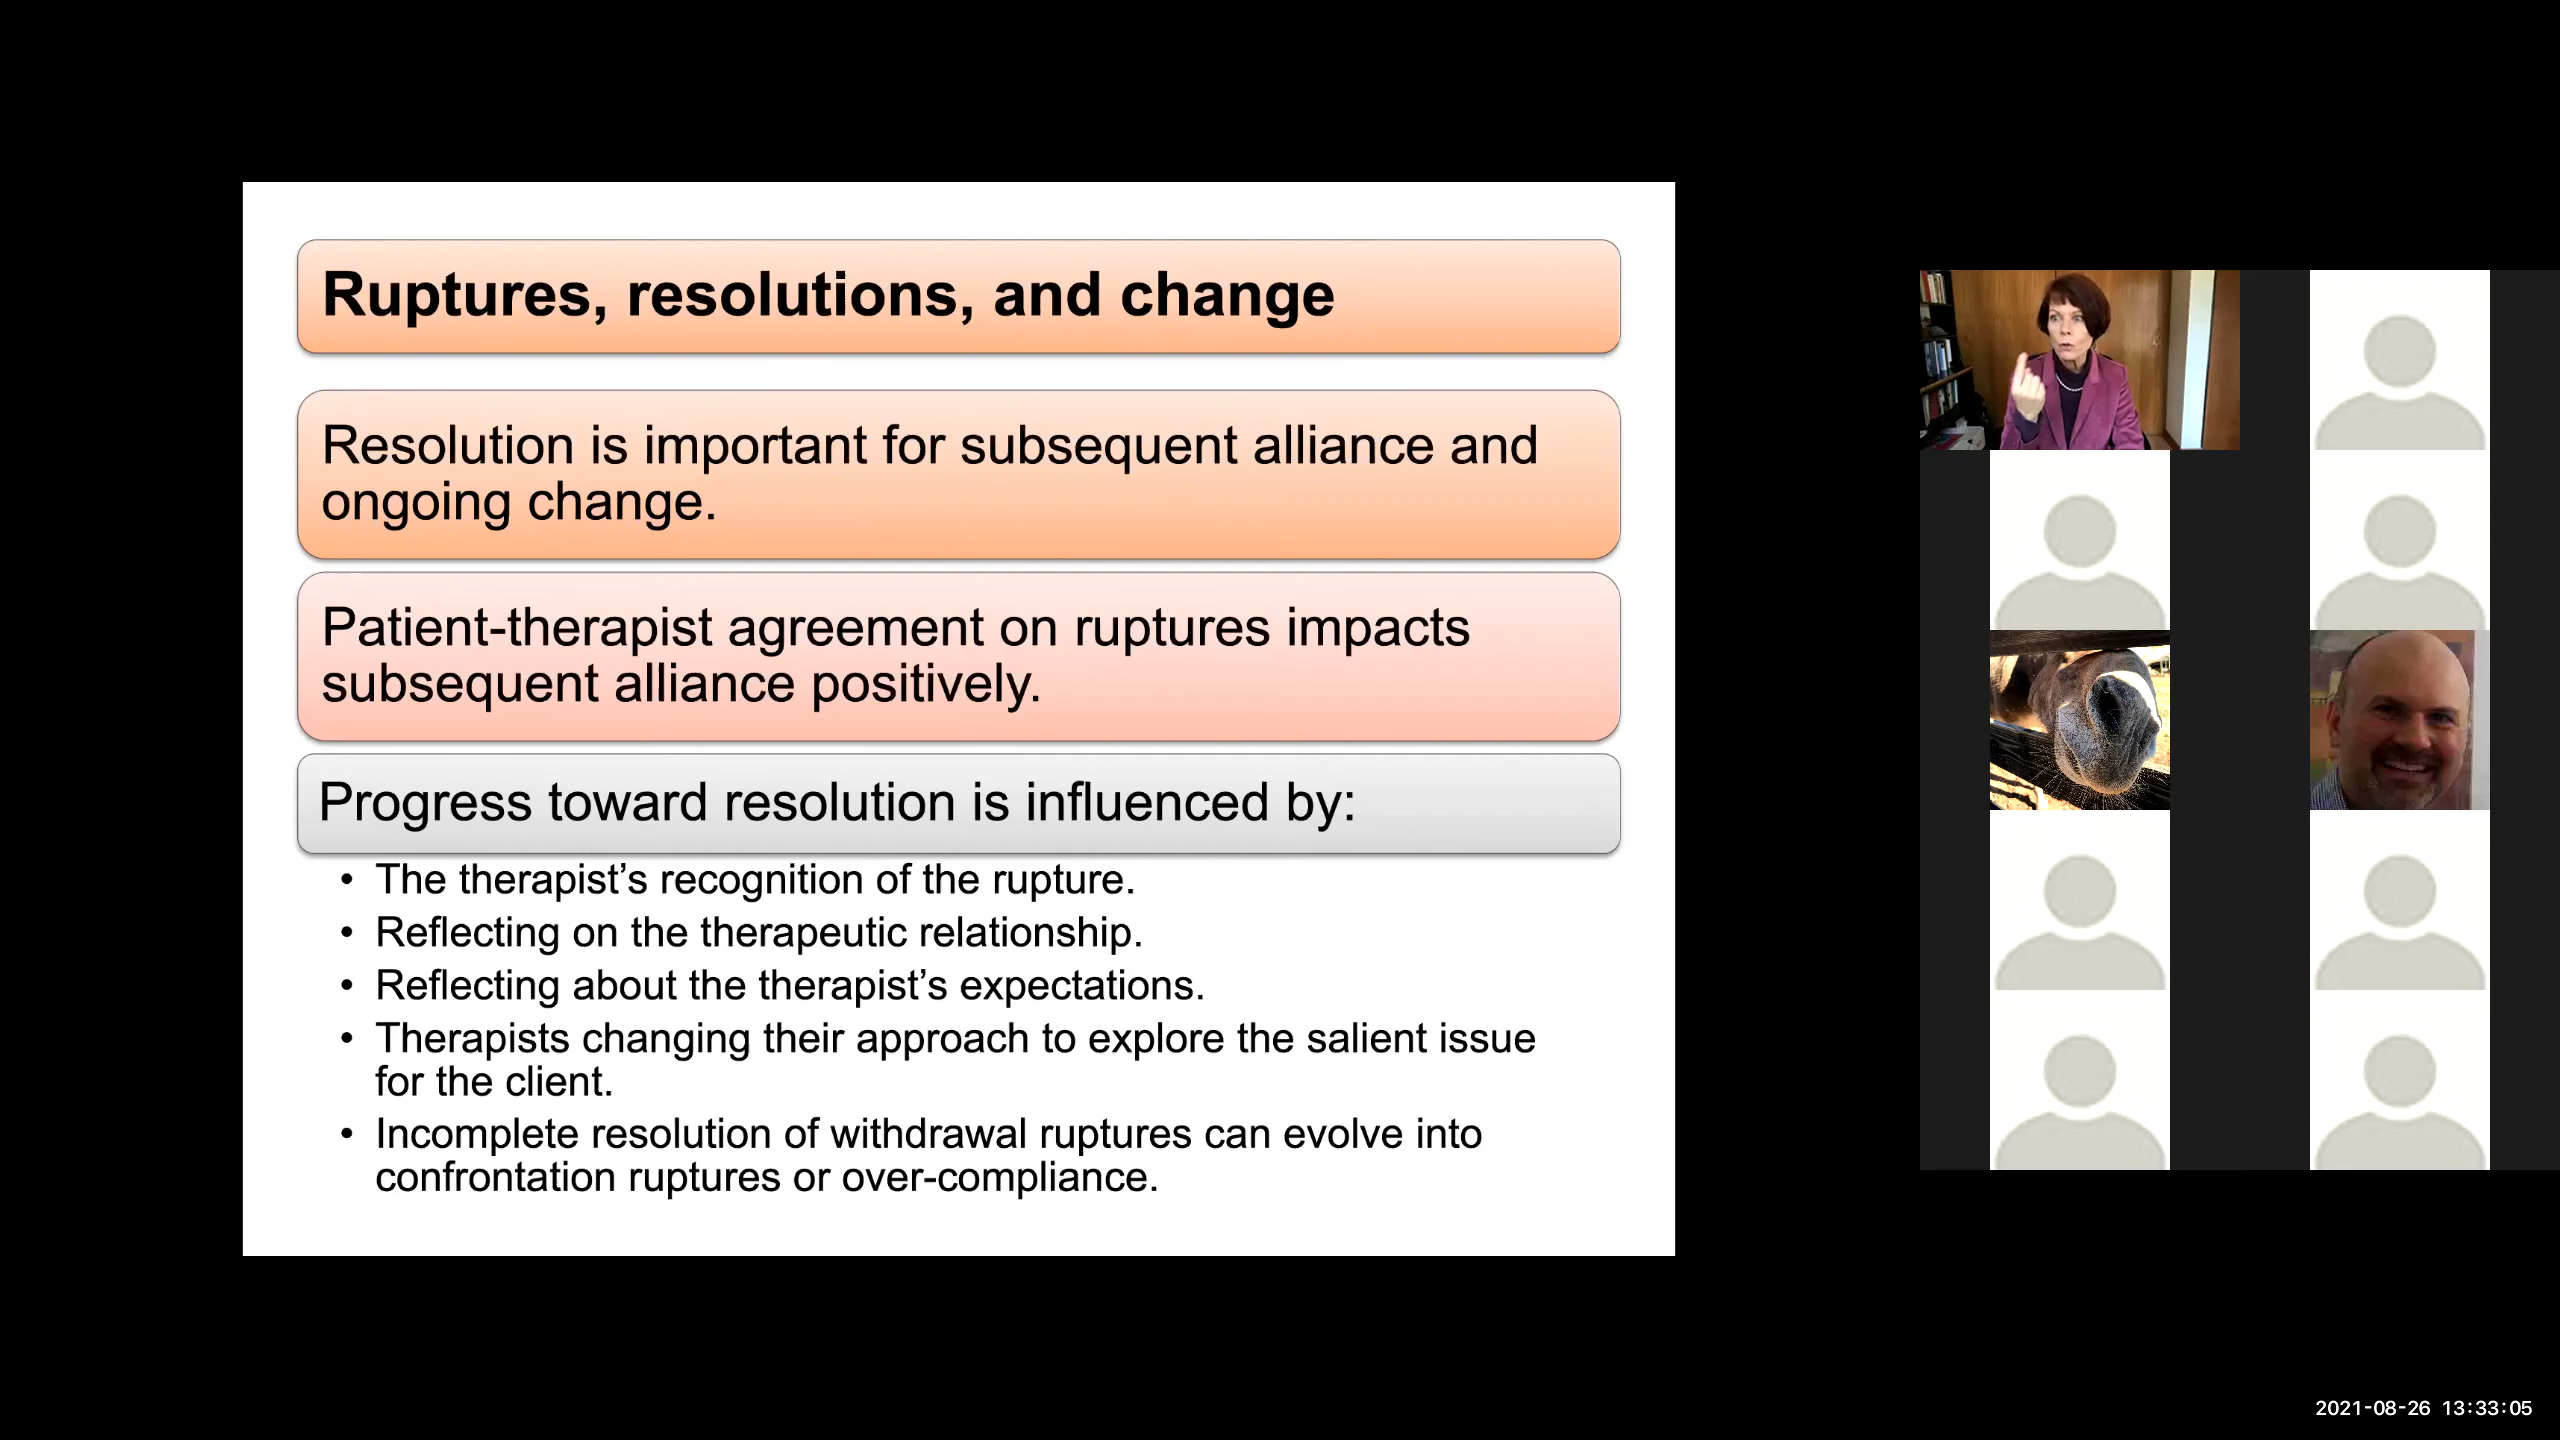 Ruptures, resolutions, and change
Resolution is important for subsequent alliance and
ongoing change.
Patient-therapist agreement on ruptures impacts
subsequent alliance positively.
Progress toward resolution is influenced by:
• The therapist’s recognition of the rupture.
• Reflecting on the therapeutic relationship.
• Reflecting about the therapist’s expectations.
• Therapists changing their approach to explore the salient issue
for the client.
• Incomplete resolution of withdrawal ruptures can evolve into
confrontation ruptures or over-compliance.
2021-08-26 13:33:05